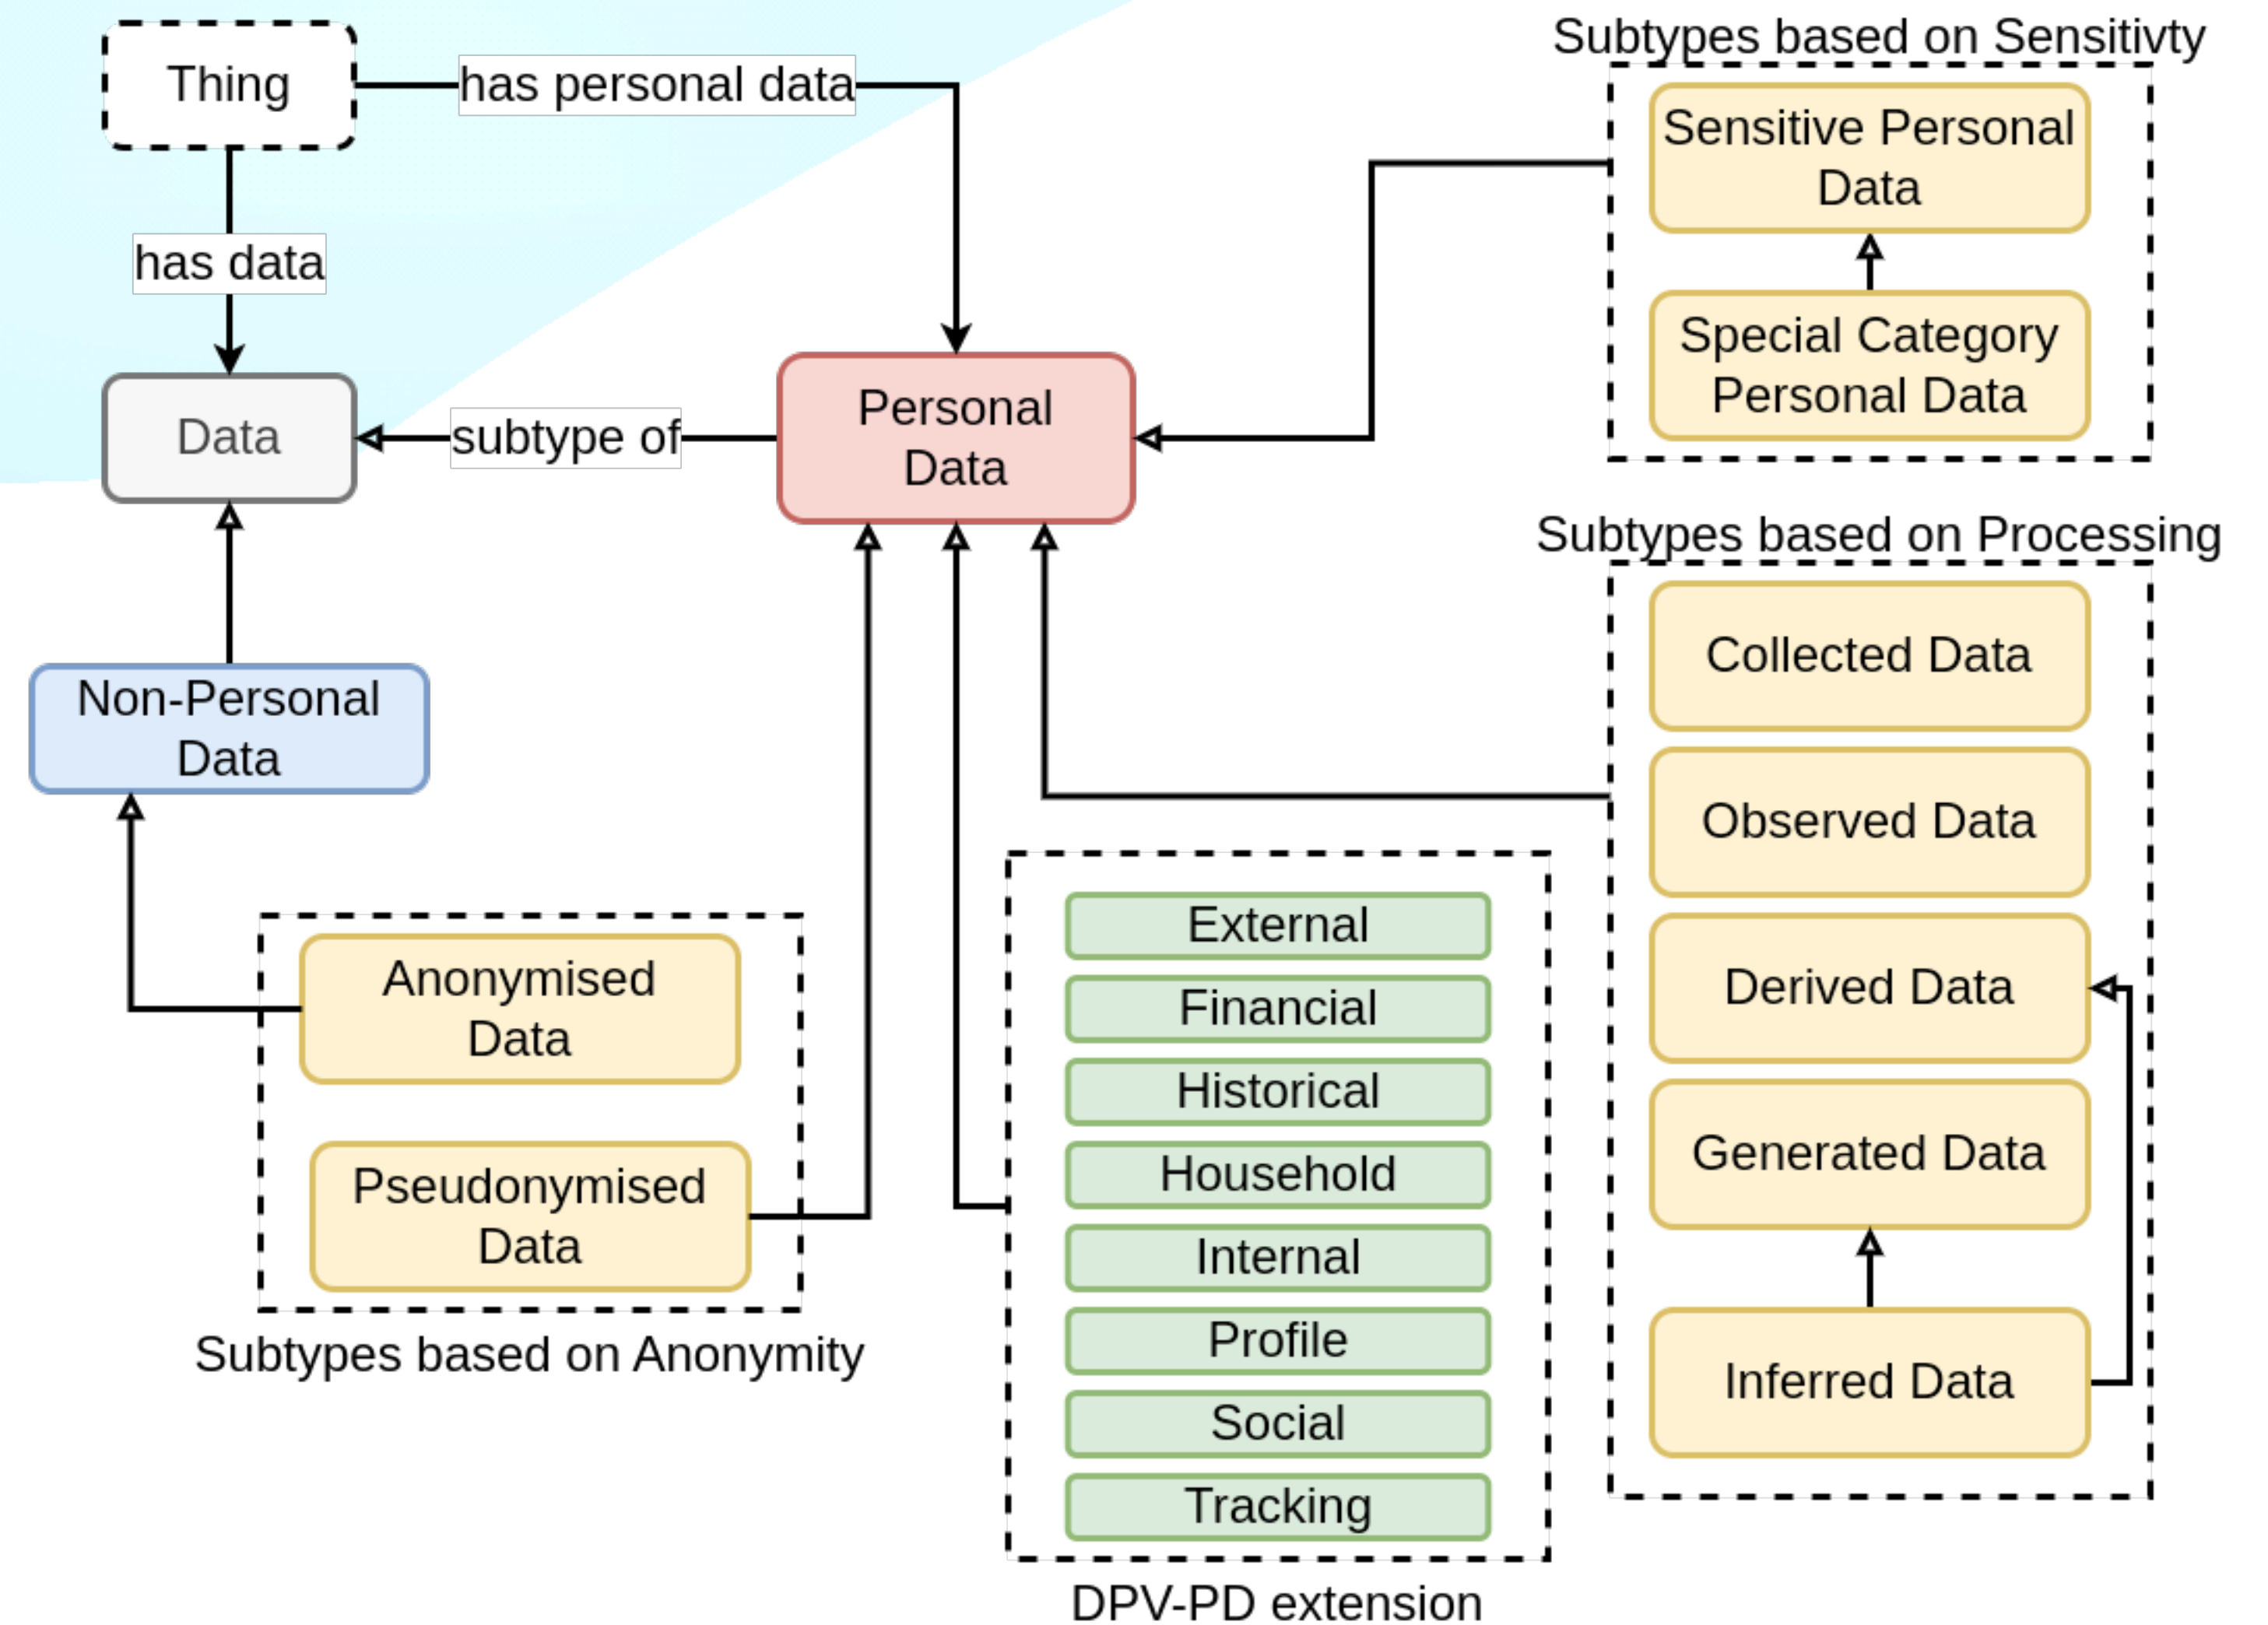 Thing
has personal data
has data
Data
subtype of
Personal
Data
Non-Personal
Data
Anonymised
Data
Pseudonymised
Data
Subtypes based on Anonymity
External
Financial
Historical
Household
Internal
Profile
Social
Tracking
DPV-PD extension
Subtypes based on Sensitivty
Sensitive Personal
Data
Special Category
Personal Data
Subtypes based on Processing
Collected Data
Observed Data
Derived Data
Generated Data
Inferred Data